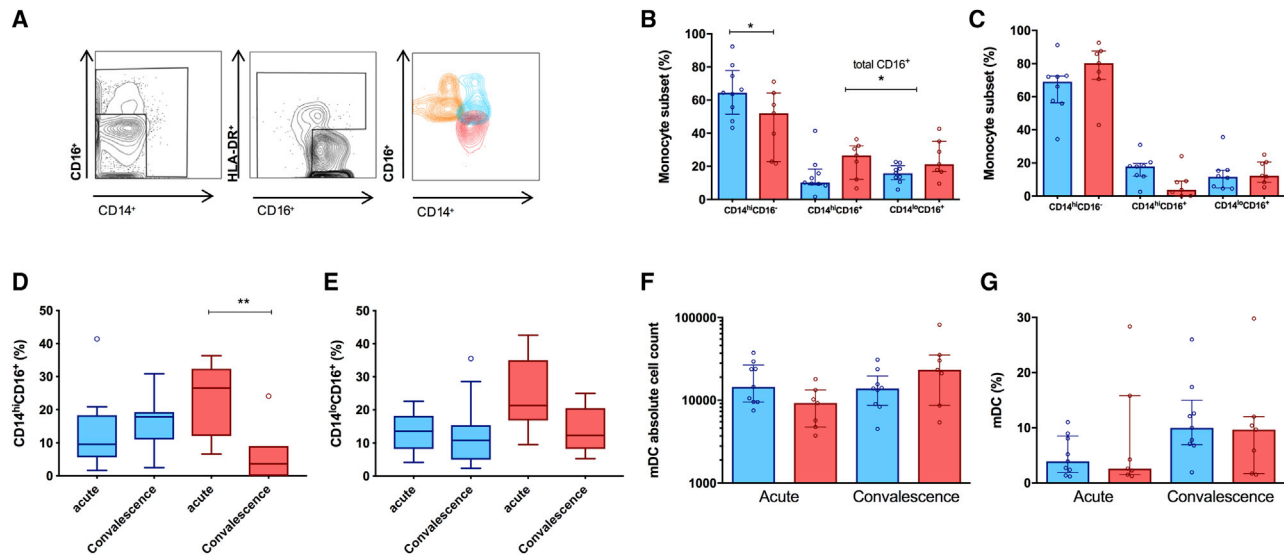 A
CD16⁺
CD14⁺
HLA-DR⁺
CD16⁺
CD16⁺
CD14⁺
B
Monocyte subset (%)
100
80
60
40
20
0
*
total CD16⁺
*
CD14ʰⁱCD16⁻
CD14ʰⁱCD16⁺
CD14ˡᵒCD16⁺
C
Monocyte subset (%)
100
80
60
40
20
0
CD14ʰⁱCD16⁻
CD14ʰⁱCD16⁺
CD14ˡᵒCD16⁺
D
CD14ʰⁱCD16⁺ (%)
50
40
30
20
10
0
**
acute
Convalescence
acute
Convalescence
E
CD14ˡᵒCD16⁺ (%)
50
40
30
20
10
0
acute
Convalescence
acute
Convalescence
F
mDC absolute cell count
100000
10000
1000
Acute
Convalescence
G
mDC (%)
30
20
10
0
Acute
Convalescence